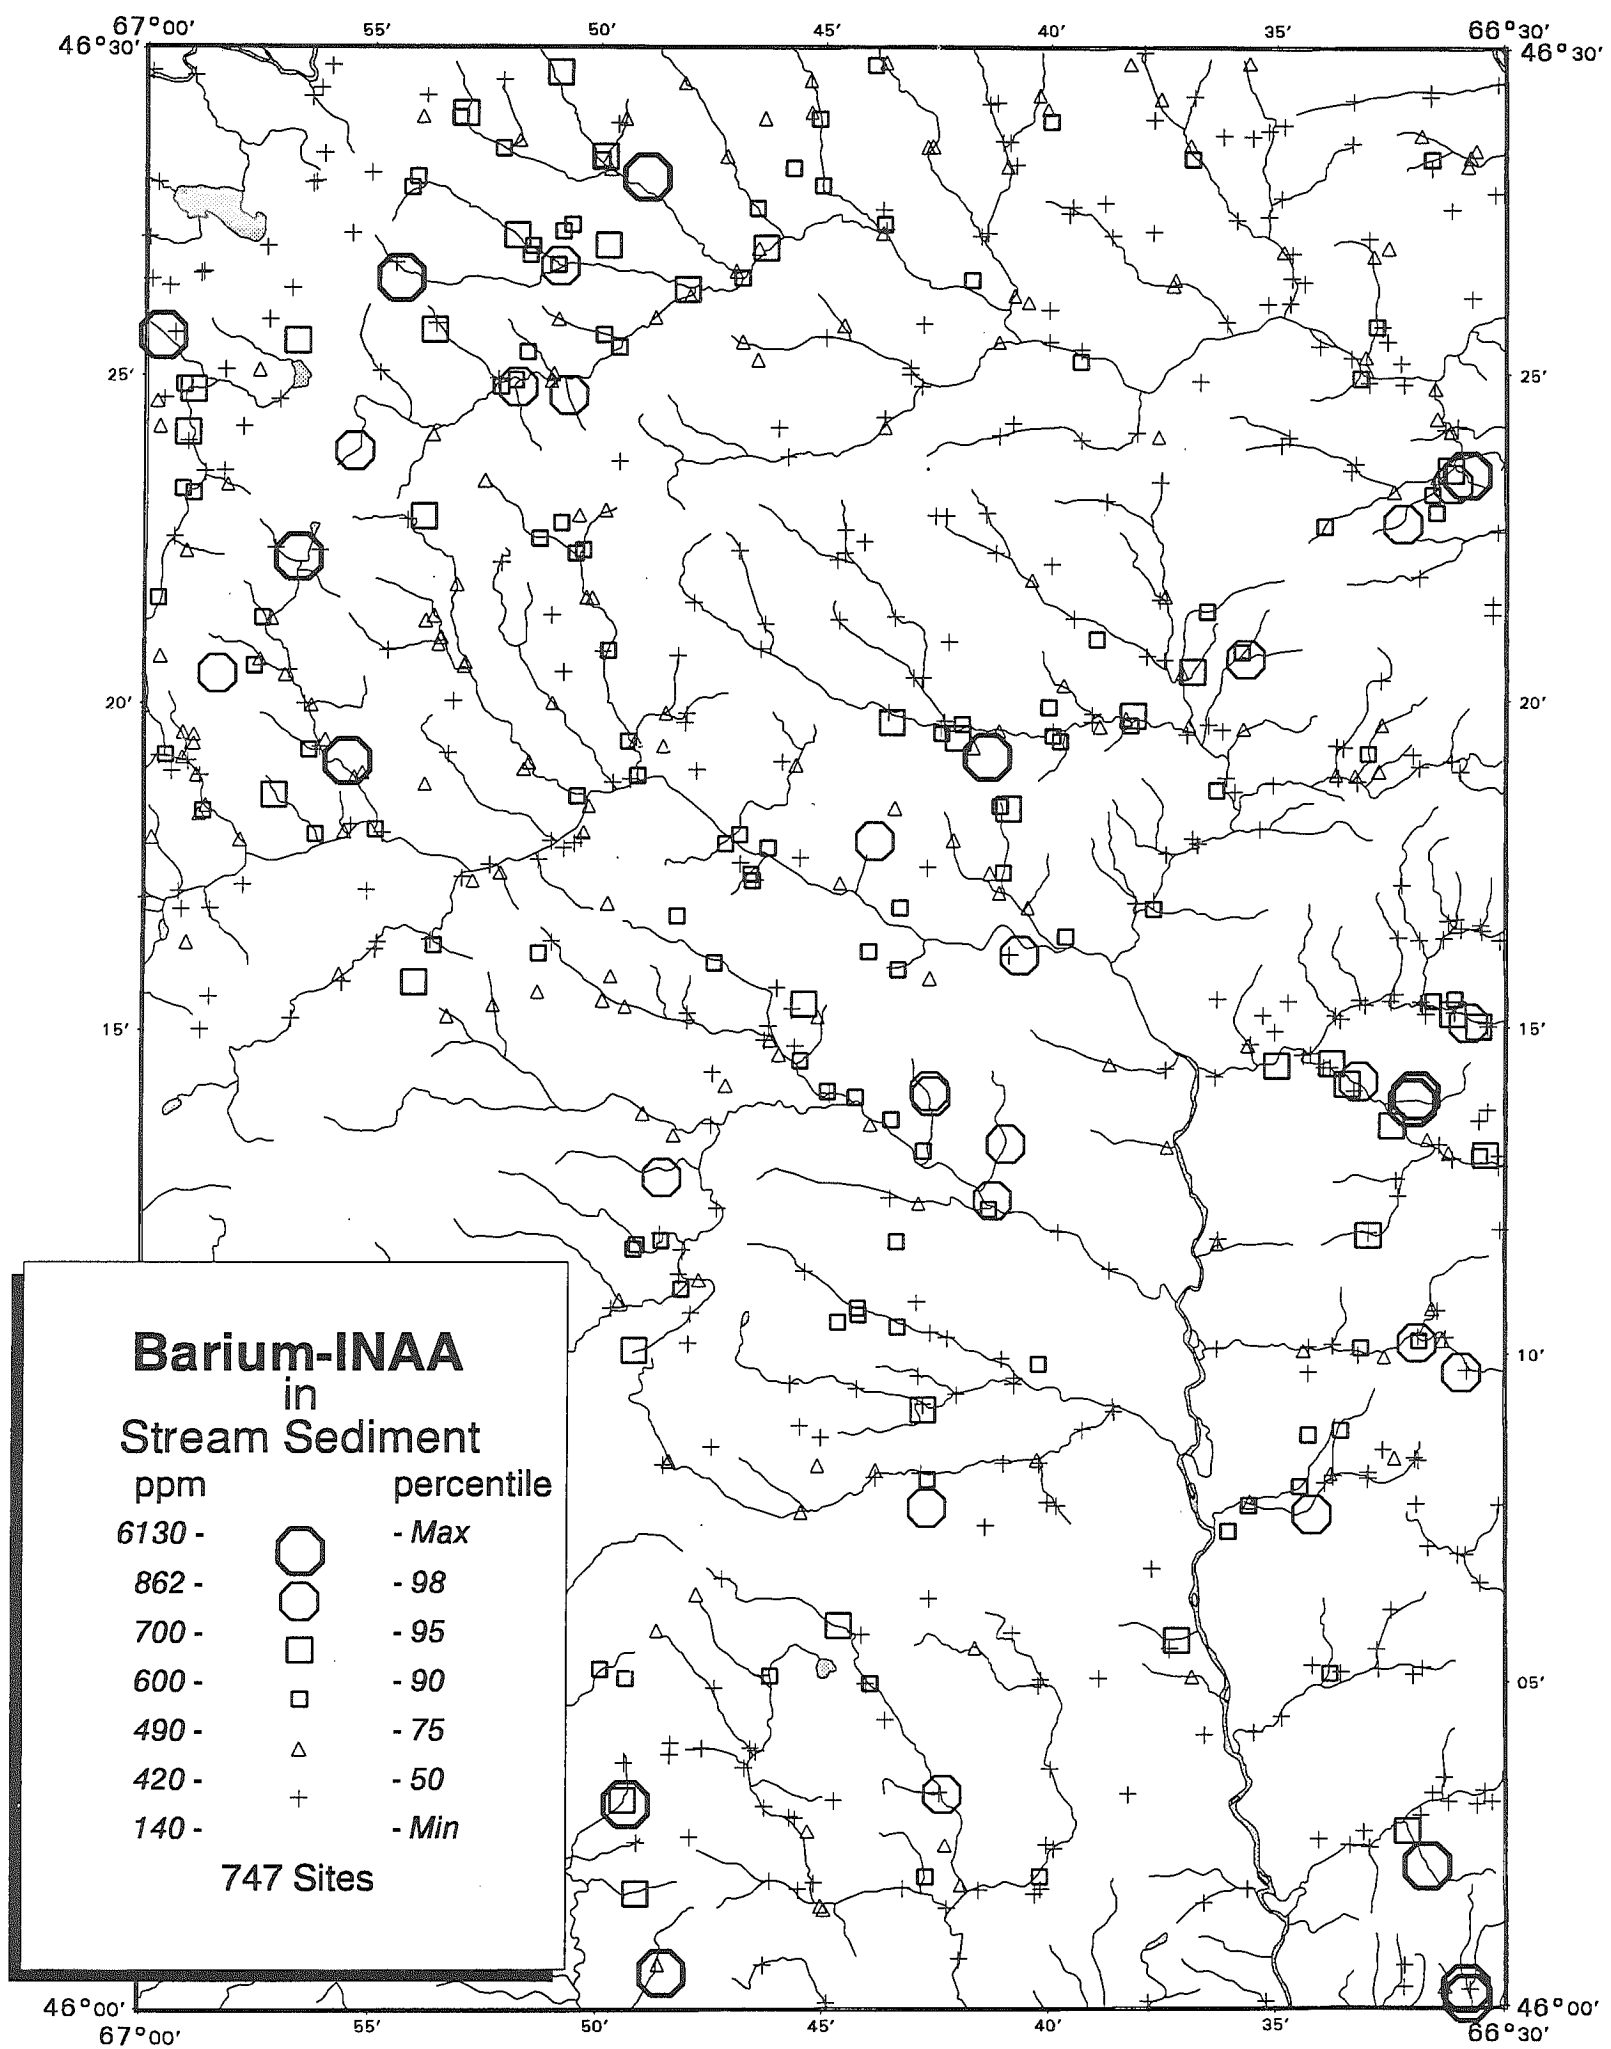 67°00′ 55′ 50′ 45′ 40′ 35′ 66°30′
46°30′ 46°30′
25′ 25′
20′ 20′
15′ 15′
10′
05′
Barium-INAA
in
Stream Sediment
ppm percentile
6130 - - Max
862 - - 98
700 - - 95
600 - - 90
490 - - 75
420 - - 50
140 - - Min
747 Sites
46°00′ 46°00′
67°00′ 55′ 50′ 45′ 40′ 35′ 66°30′